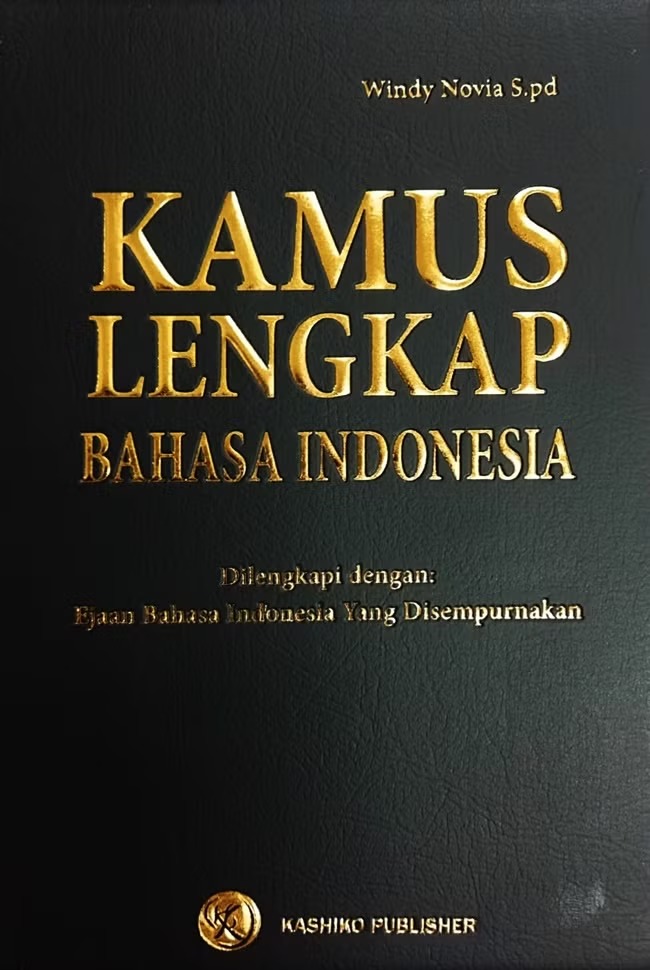 Windy Novia S.pd
KAMUS
LENGKAP
BAHASA INDONESIA
Dilengkapi dengan:
Ejaan Bahasa Indonesia Yang Disempurnakan
KASHIKO PUBLISHER